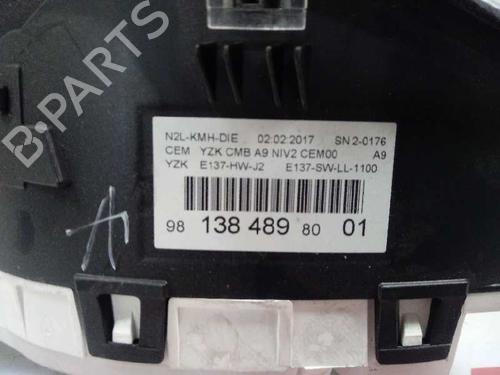 N2L-KMH-DIE 02.02.2017 SN 2-0176
CEM YZK CMB A9 NIV2 CEM00 A9
YZK E137-HW-J2 E137-SW-LL-1100
98 138 489 80 01
A
B-PARTS